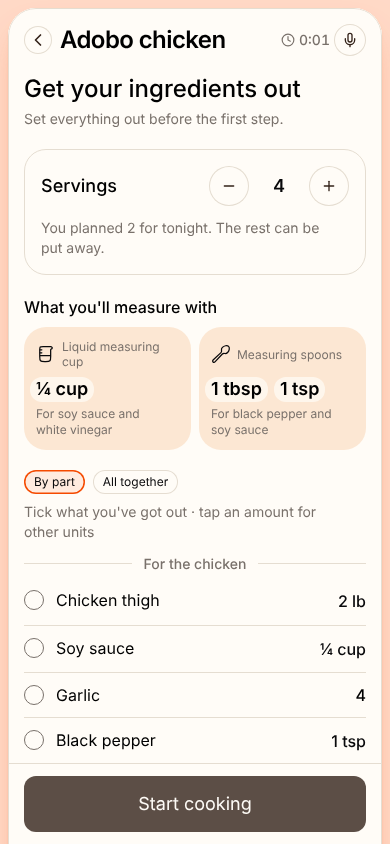 Adobo chicken
0:01
Get your ingredients out
Set everything out before the first step.
Servings
4
You planned 2 for tonight. The rest can be
put away.
What you'll measure with
Liquid measuring
cup
¼ cup
For soy sauce and
white vinegar
Measuring spoons
1 tbsp 1 tsp
For black pepper and
soy sauce
By part
All together
Tick what you've got out · tap an amount for
other units
For the chicken
Chicken thigh 2 lb
Soy sauce ¼ cup
Garlic 4
Black pepper 1 tsp
Start cooking